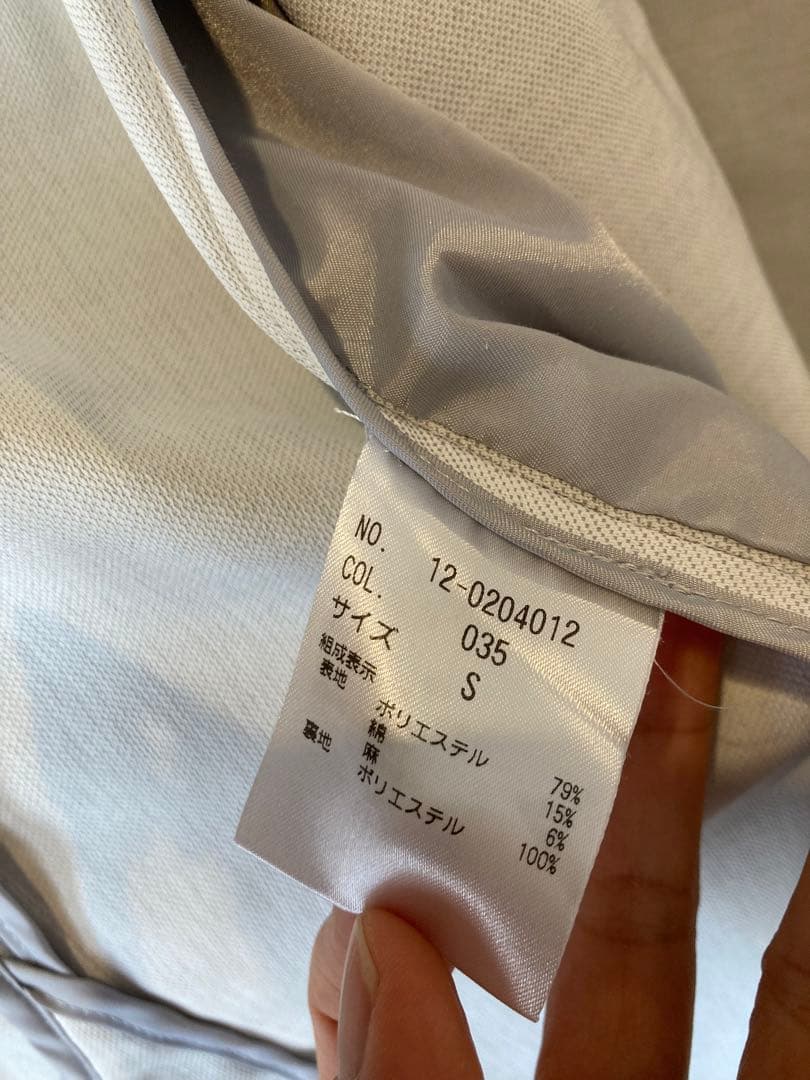 NO. 12-0204012
COL. 035
サイズ S
組成表示
表地 ポリエステル 79%
綿 15%
麻 6%
裏地 ポリエステル 100%